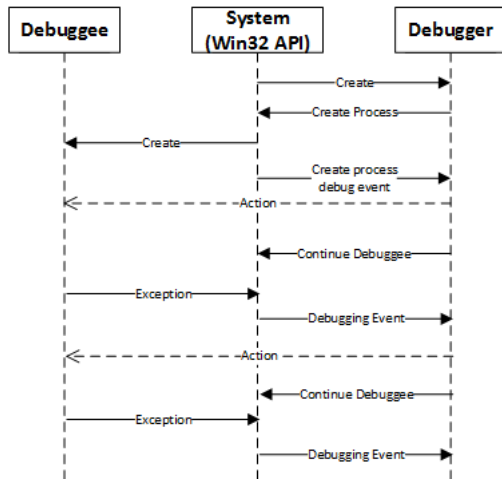 Debuggee
System
(Win32 API)
Debugger
Create
Create Process
Create
Create process
debug event
Action
Continue Debuggee
Exception
Debugging Event
Action
Continue Debuggee
Exception
Debugging Event